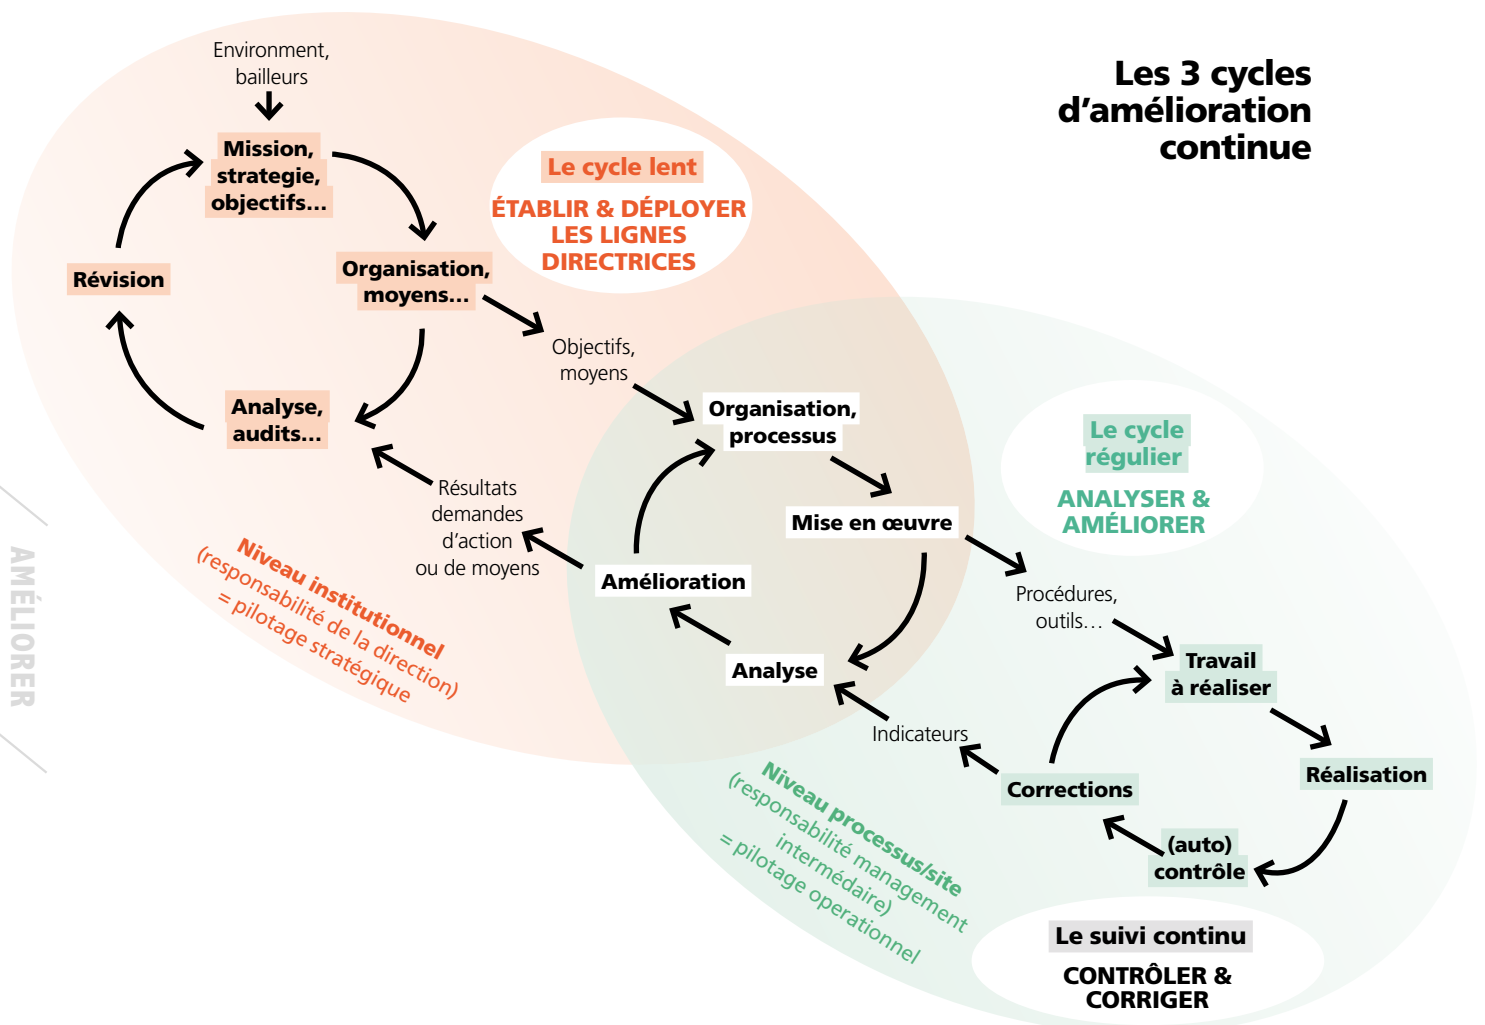 Les 3 cycles
d'amélioration
continue
Environment,
bailleurs
Mission,
strategie,
objectifs…
Le cycle lent
ÉTABLIR & DÉPLOYER
LES LIGNES
DIRECTRICES
Révision
Organisation,
moyens…
Objectifs,
moyens
Analyse,
audits…
Organisation,
processus
Le cycle
régulier
ANALYSER &
AMÉLIORER
Résultats
demandes
d'action
ou de moyens
Mise en œuvre
Niveau institutionnel
(responsabilité de la direction)
= pilotage stratégique
Amélioration
Procédures,
outils…
AMÉLIORER
Analyse
Travail
à réaliser
Indicateurs
Niveau processus/site
(responsabilité management
intermédaire)
= pilotage operationnel
Corrections
Réalisation
(auto)
contrôle
Le suivi continu
CONTRÔLER &
CORRIGER